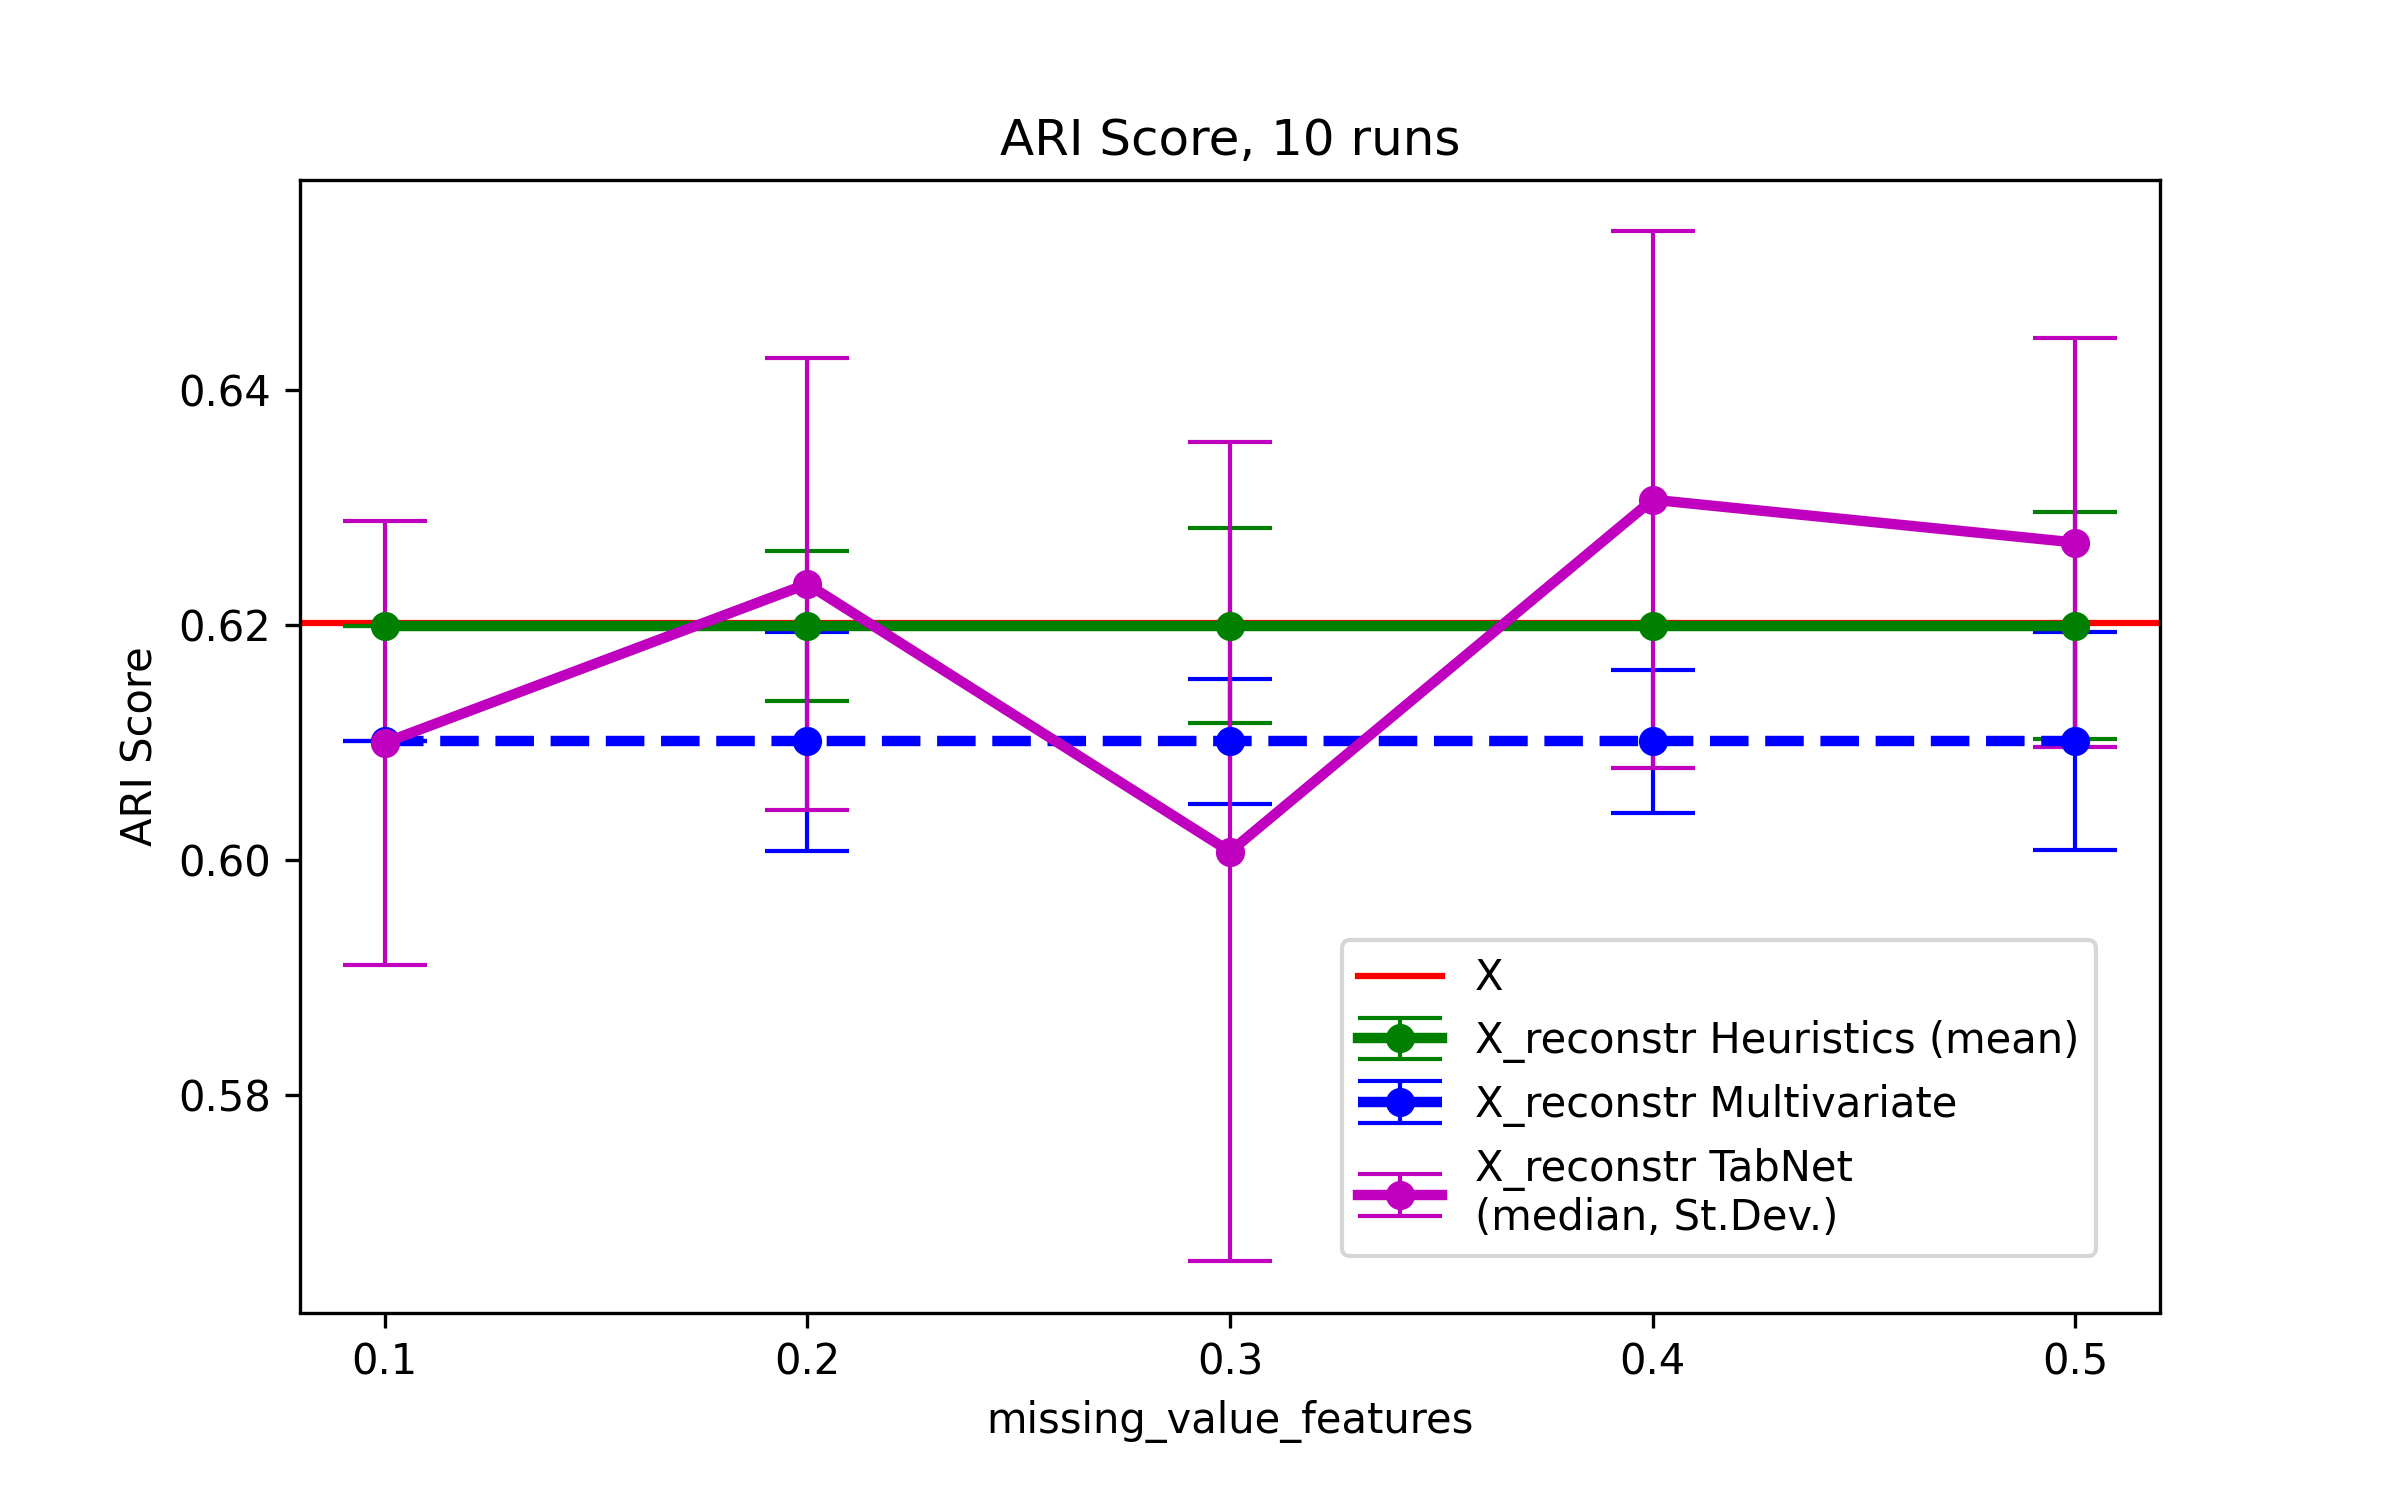 ARI Score, 10 runs
ARI Score
0.64
0.62
0.60
0.58
X
X_reconstr Heuristics (mean)
X_reconstr Multivariate
X_reconstr TabNet
(median, St.Dev.)
0.1 0.2 0.3 0.4 0.5
missing_value_features